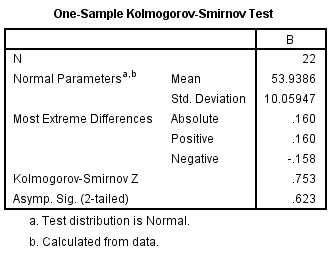 One-Sample Kolmogorov-Smirnov Test
B
N 22
Normal Parametersa,b Mean 53.9386
Std. Deviation 10.05947
Most Extreme Differences Absolute .160
Positive .160
Negative -.158
Kolmogorov-Smirnov Z .753
Asymp. Sig. (2-tailed) .623
a. Test distribution is Normal.
b. Calculated from data.